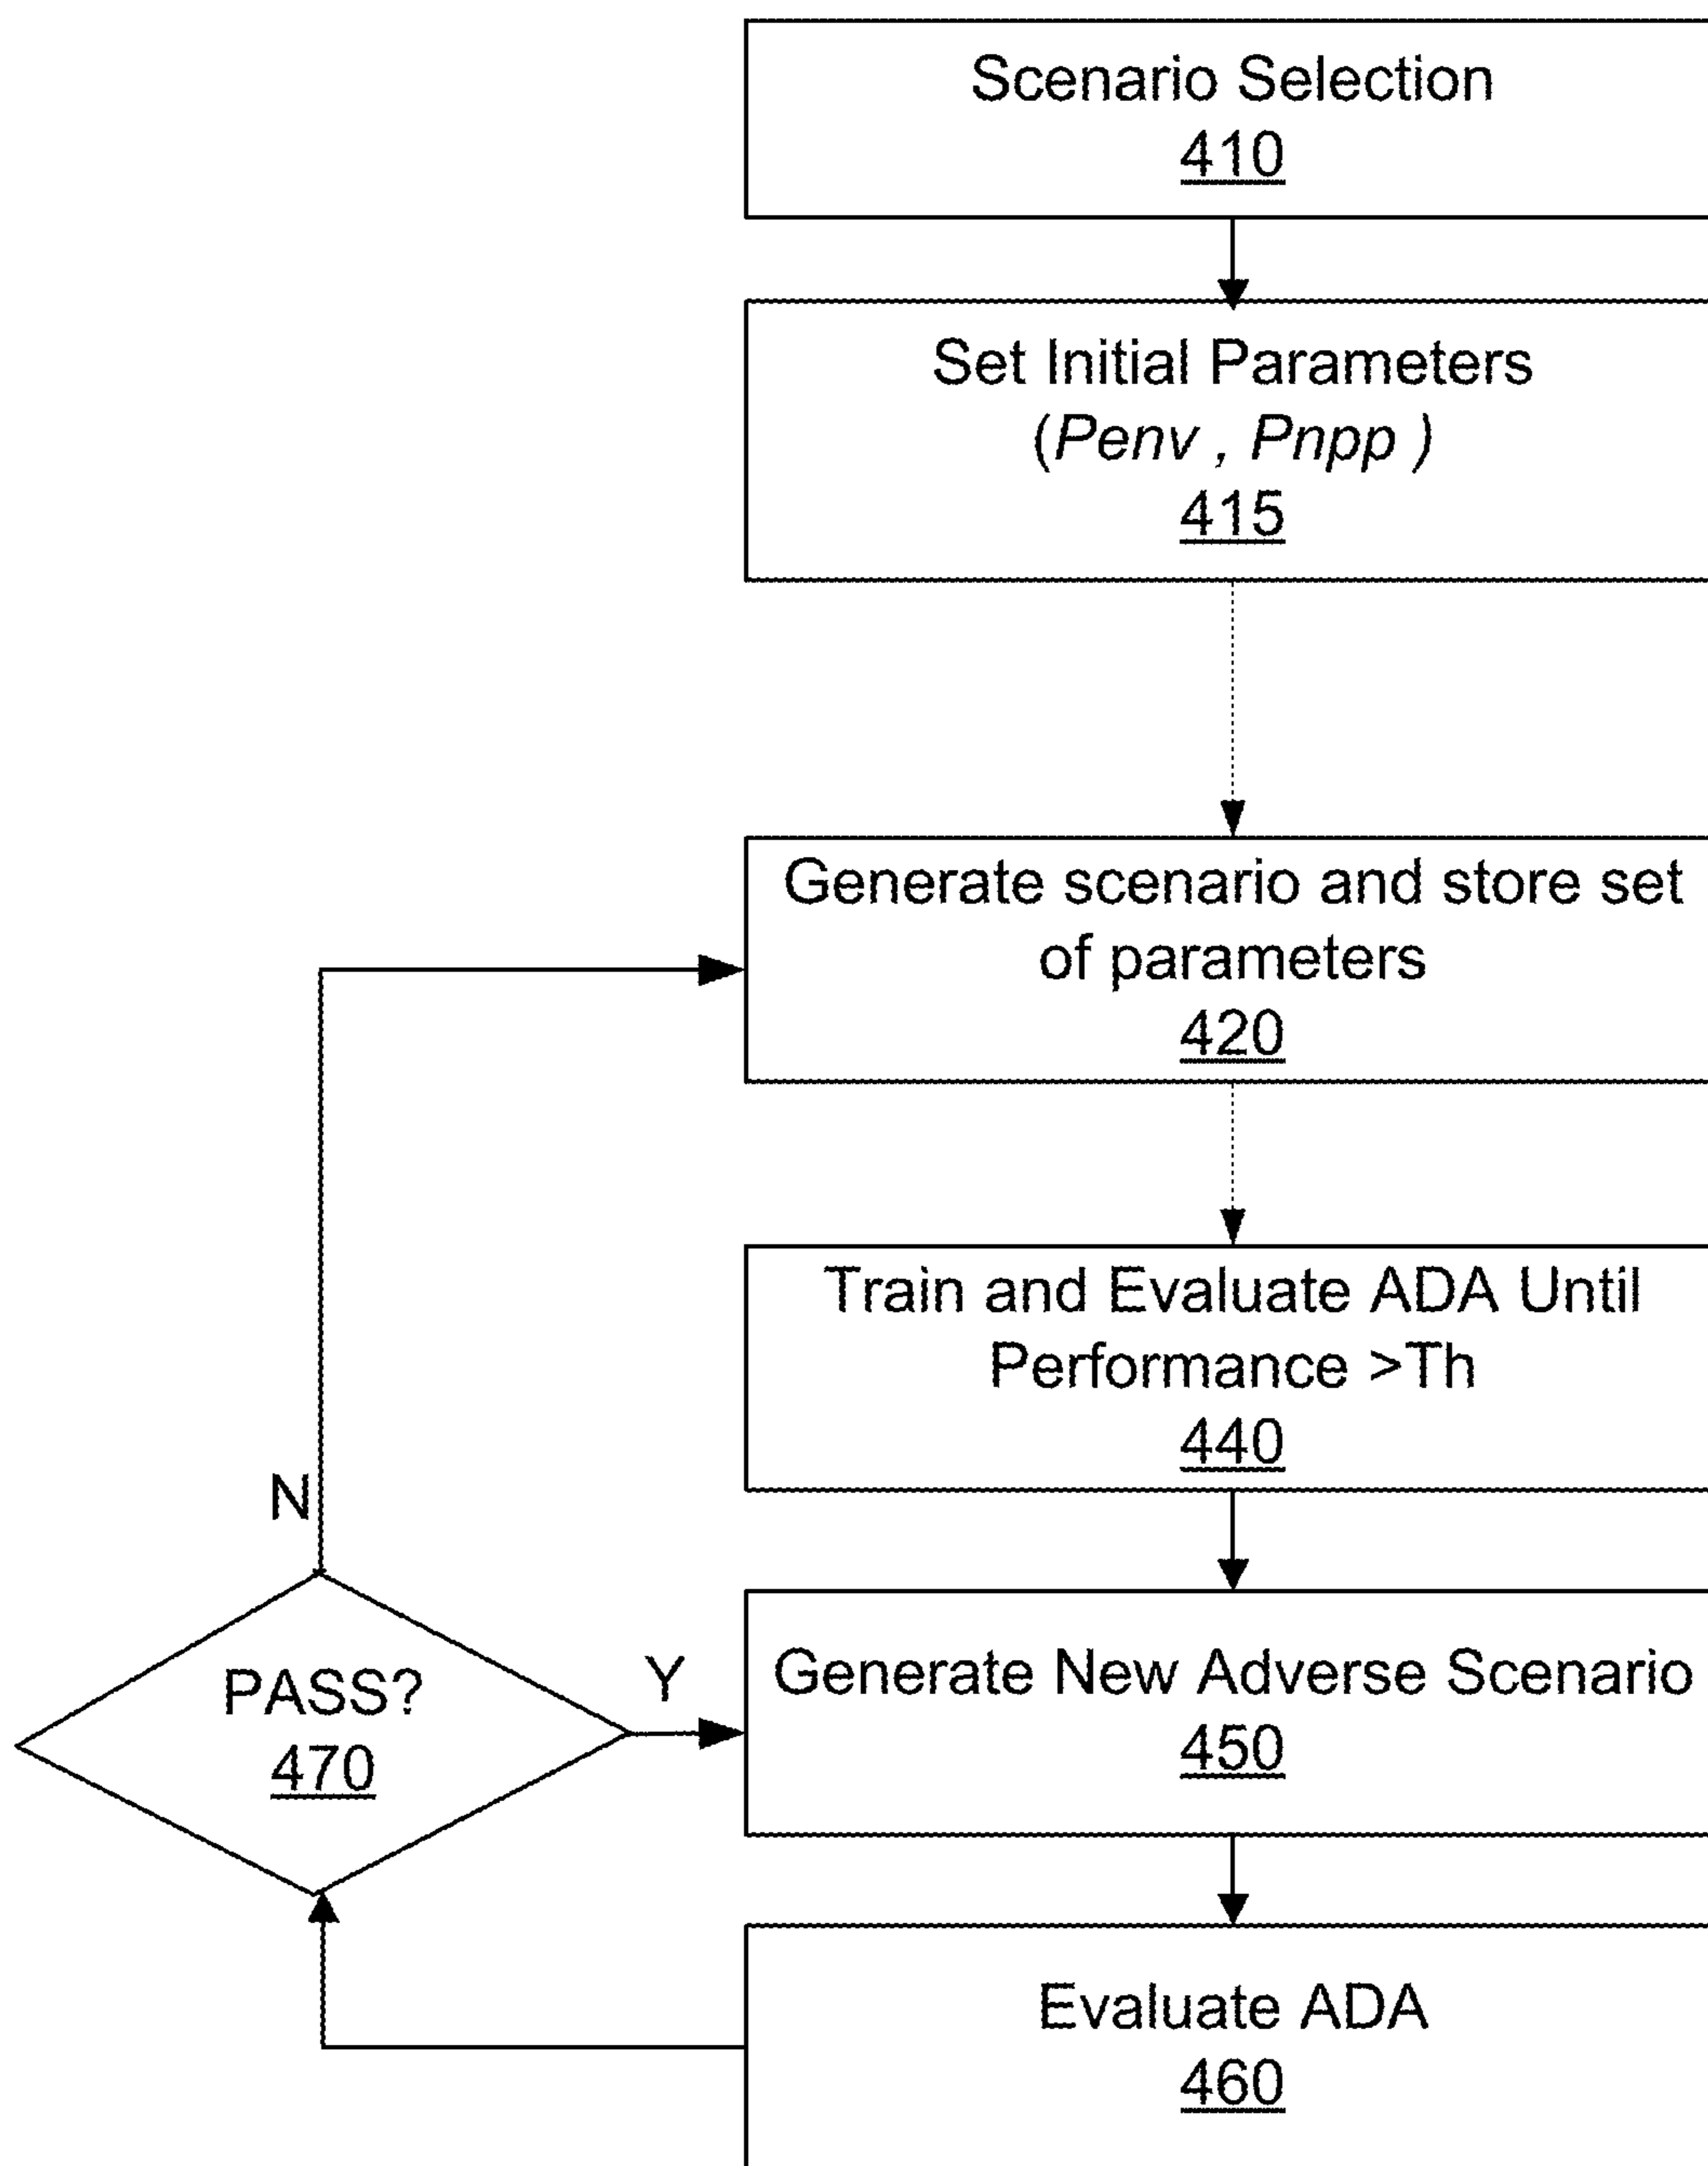 Scenario Selection
410
Set Initial Parameters
(Penv , Pnpp )
415
Generate scenario and store set
of parameters
420
Train and Evaluate ADA Until
Performance >Th
440
N
PASS?
470
Y
Generate New Adverse Scenario
450
Evaluate ADA
460